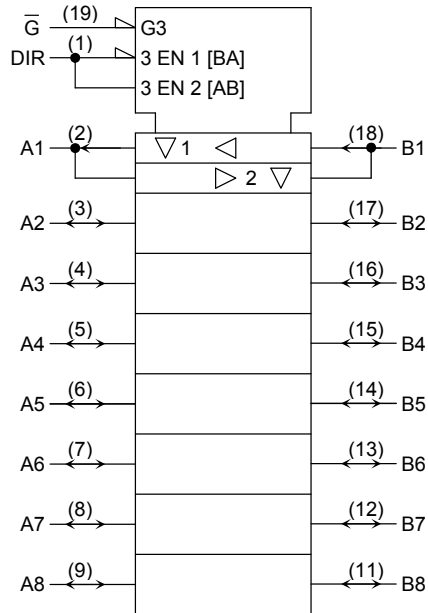 G̅ (19) G3
DIR (1) 3 EN 1 [BA]
3 EN 2 [AB]
A1 (2) 1 (18) B1
2
A2 (3) (17) B2
A3 (4) (16) B3
A4 (5) (15) B4
A5 (6) (14) B5
A6 (7) (13) B6
A7 (8) (12) B7
A8 (9) (11) B8